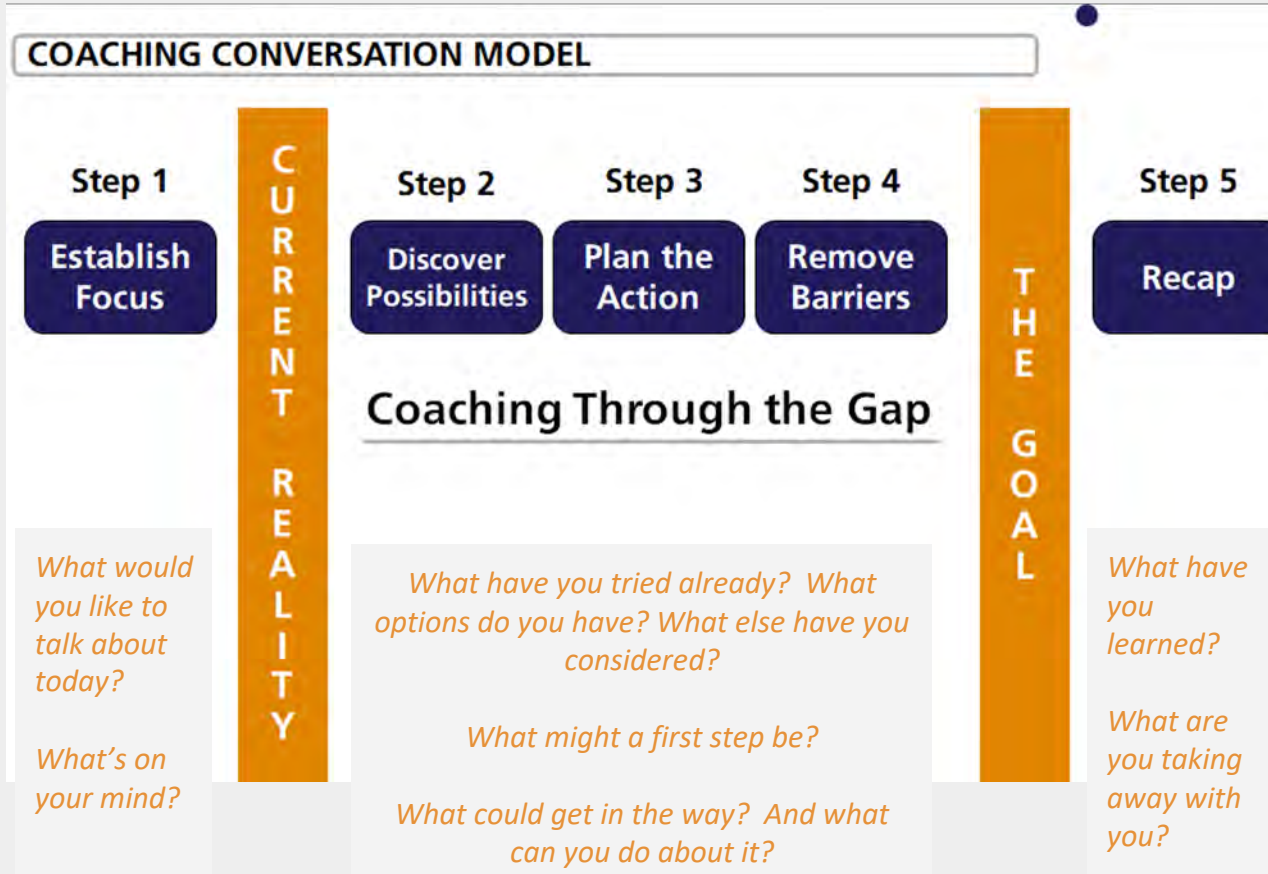 COACHING CONVERSATION MODEL
Step 1
Establish
Focus
CURRENT REALITY
Step 2
Discover
Possibilities
Step 3
Plan the
Action
Step 4
Remove
Barriers
Coaching Through the Gap
THE GOAL
Step 5
Recap
What would
you like to
talk about
today?
What's on
your mind?
What have you tried already?  What
options do you have? What else have you
considered?
What might a first step be?
What could get in the way?  And what
can you do about it?
What have
you
learned?
What are
you taking
away with
you?